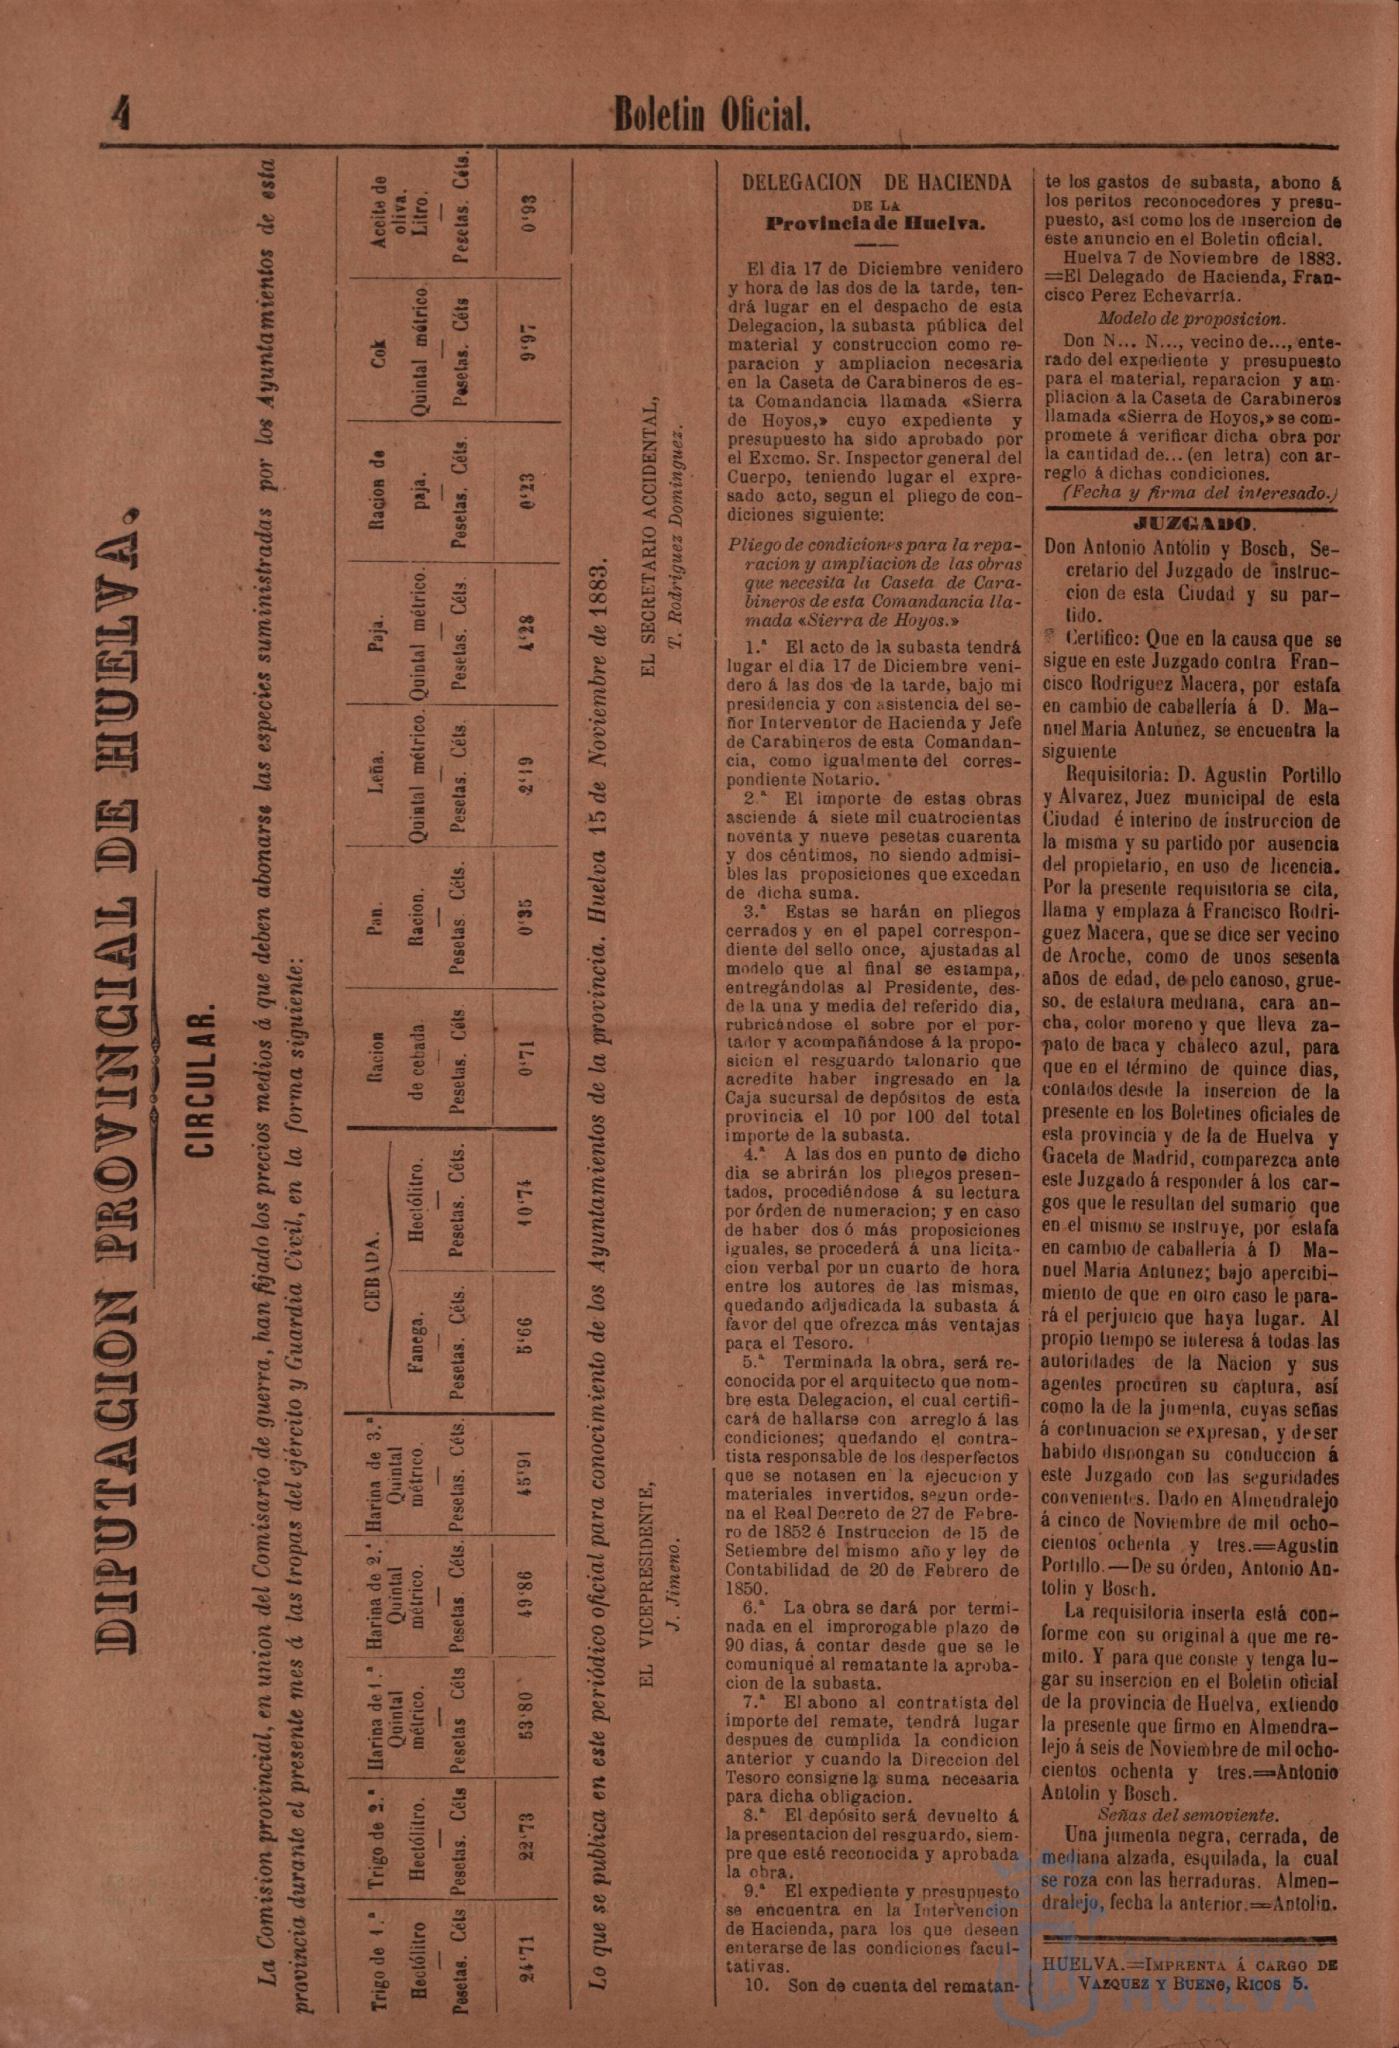 4
Boletin Oficial.
DIPUTACION PROVINCIAL DE HUELVA.
CIRCULAR.
La Comision provincial, en union del Comisario de guerra, han fijado los precios medios á que deben abonarse las especies suministradas por los Ayuntamientos de esta
provincia durante el presente mes á las tropas del ejército y Guardia Civil, en la forma siguiente:
Trigo de 1.ª Hectólitro Pesetas. Céts 24'71
Trigo de 2.ª Hectólitro. Pesetas. Céts 22'73
Harina de 1.ª Quintal métrico. Pesetas Céts 53'80
Harina de 2.ª Quintal métrico. Pesetas Céts. 49'86
Harina de 3.ª Quintal métrico. Pesetas. Céts. 45'91
CEBADA.
Fanega. Pesetas. Céts. 5'66
Hectólitro. Pesetas. Céts. 10'74
Racion de cebada Pesetas. Céts 0'71
Pan. Racion. Pesetas. Céts. 0'35
Leña. Quintal métrico. Pesetas. Céts 2'19
Paja. Quintal métrico. Pesetas. Céts. 4'28
Racion de paja. Pesetas. Céts. 0'23
Cok Quintal métrico. Pesetas. Céts 9'97
Aceite de oliva. Litro. Pesetas. Céts. 0'93
Lo que se publica en este periódico oficial para conocimiento de los Ayuntamientos de la provincia. Huelva 15 de Noviembre de 1883.
EL VICEPRESIDENTE,
J. Jimeno.
EL SECRETARIO ACCIDENTAL,
T. Rodriguez Dominguez.
DELEGACION DE HACIENDA
DE LA
Provincia de Huelva.
El dia 17 de Diciembre venidero
y hora de las dos de la tarde, ten-
drá lugar en el despacho de esta
Delegacion, la subasta pública del
material y construccion como re-
paracion y ampliacion necesaria
en la Caseta de Carabineros de es-
ta Comandancia llamada «Sierra
de Hoyos,» cuyo expediente y
presupuesto ha sido aprobado por
el Excmo. Sr. Inspector general del
Cuerpo, teniendo lugar el expre-
sado acto, segun el pliego de con-
diciones siguiente:
Pliego de condiciones para la repa-
racion y ampliacion de las obras
que necesita la Caseta de Cara-
bineros de esta Comandancia lla-
mada «Sierra de Hoyos.»
1.ª El acto de la subasta tendrá
lugar el dia 17 de Diciembre veni-
dero á las dos de la tarde, bajo mi
presidencia y con asistencia del se-
ñor Interventor de Hacienda y Jefe
de Carabineros de esta Comandan-
cia, como igualmente del corres-
pondiente Notario.
2.ª El importe de estas obras
asciende á siete mil cuatrocientas
noventa y nueve pesetas cuarenta
y dos céntimos, no siendo admisi-
bles las proposiciones que excedan
de dicha suma.
3.ª Estas se harán en pliegos
cerrados y en el papel correspon-
diente del sello once, ajustadas al
modelo que al final se estampa,
entregándolas al Presidente, des-
de la una y media del referido dia,
rubricándose el sobre por el por-
tador y acompañándose á la propo-
sicion el resguardo talonario que
acredite haber ingresado en la
Caja sucursal de depósitos de esta
provincia el 10 por 100 del total
importe de la subasta.
4.ª A las dos en punto de dicho
dia se abrirán los pliegos presen-
tados, procediéndose á su lectura
por órden de numeracion; y en caso
de haber dos ó más proposiciones
iguales, se procederá á una licita-
cion verbal por un cuarto de hora
entre los autores de las mismas,
quedando adjudicada la subasta á
favor del que ofrezca más ventajas
para el Tesoro.
5.ª Terminada la obra, será re-
conocida por el arquitecto que nom-
bre esta Delegacion, el cual certifi-
cará de hallarse con arreglo á las
condiciones; quedando el contra-
tista responsable de los desperfectos
que se notasen en la ejecucion y
materiales invertidos, segun orde-
na el Real Decreto de 27 de Febre-
ro de 1852 é Instruccion de 15 de
Setiembre del mismo año y ley de
Contabilidad de 20 de Febrero de
1850.
6.ª La obra se dará por termi-
nada en el improrogable plazo de
90 dias, á contar desde que se le
comunique al rematante la aproba-
cion de la subasta.
7.ª El abono al contratista del
importe del remate, tendrá lugar
despues de cumplida la condicion
anterior y cuando la Direccion del
Tesoro consigne la suma necesaria
para dicha obligacion.
8.ª El depósito será devuelto á
la presentacion del resguardo, siem-
pre que esté reconocida y aprobada
la obra.
9.ª El expediente y presupuesto
se encuentra en la Intervencion
de Hacienda, para los que deseen
enterarse de las condiciones facul-
tativas.
10. Son de cuenta del rematan-
te los gastos de subasta, abono á
los peritos reconocedores y presu-
puesto, así como los de insercion de
este anuncio en el Boletin oficial.
Huelva 7 de Noviembre de 1883.
=El Delegado de Hacienda, Fran-
cisco Perez Echevarría.
Modelo de proposicion.
Don N... N..., vecino de..., ente-
rado del expediente y presupuesto
para el material, reparacion y am-
pliacion á la Caseta de Carabineros
llamada «Sierra de Hoyos,» se com-
promete á verificar dicha obra por
la cantidad de... (en letra) con ar-
reglo á dichas condiciones.
(Fecha y firma del interesado.)
JUZGADO.
Don Antonio Antolin y Bosch, Se-
cretario del Juzgado de instruc-
cion de esta Ciudad y su par-
tido.
Certifico: Que en la causa que se
sigue en este Juzgado contra Fran-
cisco Rodriguez Macera, por estafa
en cambio de caballería á D. Ma-
nuel Maria Antunez, se encuentra la
siguiente
Requisitoria: D. Agustin Portillo
y Alvarez, Juez municipal de esta
Ciudad é interino de instruccion de
la misma y su partido por ausencia
del propietario, en uso de licencia.
Por la presente requisitoria se cita,
llama y emplaza á Francisco Rodri-
guez Macera, que se dice ser vecino
de Aroche, como de unos sesenta
años de edad, de pelo canoso, grue-
so, de estatura mediana, cara an-
cha, color moreno y que lleva za-
pato de baca y chaleco azul, para
que en el término de quince dias,
contados desde la insercion de la
presente en los Boletines oficiales de
esta provincia y de la de Huelva y
Gaceta de Madrid, comparezca ante
este Juzgado á responder á los car-
gos que le resultan del sumario que
en el mismo se instruye, por estafa
en cambio de caballería á D Ma-
nuel Maria Antunez; bajo apercibi-
miento de que en otro caso le para-
rá el perjuicio que haya lugar. Al
propio tiempo se interesa á todas las
autoridades de la Nacion y sus
agentes procuren su captura, así
como la de la jumenta, cuyas señas
á continuacion se expresan, y de ser
habido dispongan su conduccion á
este Juzgado con las seguridades
convenientes. Dado en Almendralejo
á cinco de Noviembre de mil ocho-
cientos ochenta y tres.=Agustin
Portillo.—De su órden, Antonio An-
tolin y Bosch.
La requisitoria inserta está con-
forme con su original á que me re-
mito. Y para que conste y tenga lu-
gar su insercion en el Boletin oficial
de la provincia de Huelva, extiendo
la presente que firmo en Almendra-
lejo á seis de Noviembre de mil ocho-
cientos ochenta y tres.=Antonio
Antolin y Bosch.
Señas del semoviente.
Una jumenta negra, cerrada, de
mediana alzada, esquilada, la cual
se roza con las herraduras. Almen-
dralejo, fecha la anterior.=Antolin.
HUELVA.=IMPRENTA Á CARGO DE
VAZQUEZ Y BUENO, RICOS 5.
HUELVA